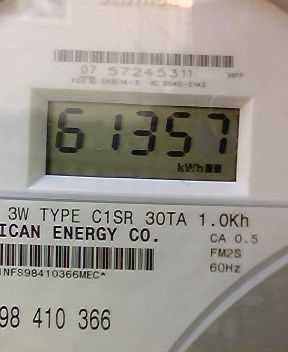 07 57245311
61357
kWh
3W TYPE C1SR 30TA 1.0Kh
ICAN ENERGY CO.
CA 0.5
FM2S
60Hz
INFS98410366MEC*
98 410 366